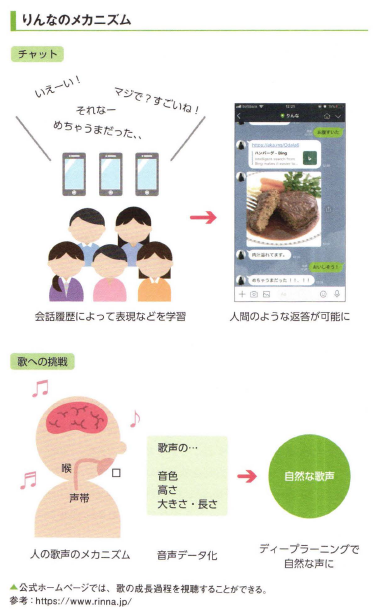 りんなのメカニズム
チャット
いえーい!
マジで?すごいね!
それなー
めちゃうまだった、、
りんな
お腹すいた
ハンバーグ - Bing
肉汁溢れてます。
おいしそう!
めちゃうまだった!!、!!
会話履歴によって表現などを学習
人間のような返答が可能に
歌への挑戦
喉
口
声帯
歌声の…
音色
高さ
大きさ・長さ
自然な歌声
人の歌声のメカニズム
音声データ化
ディープラーニングで
自然な声に
▲公式ホームページでは、歌の成長過程を視聴することができる。
参考:https://www.rinna.jp/